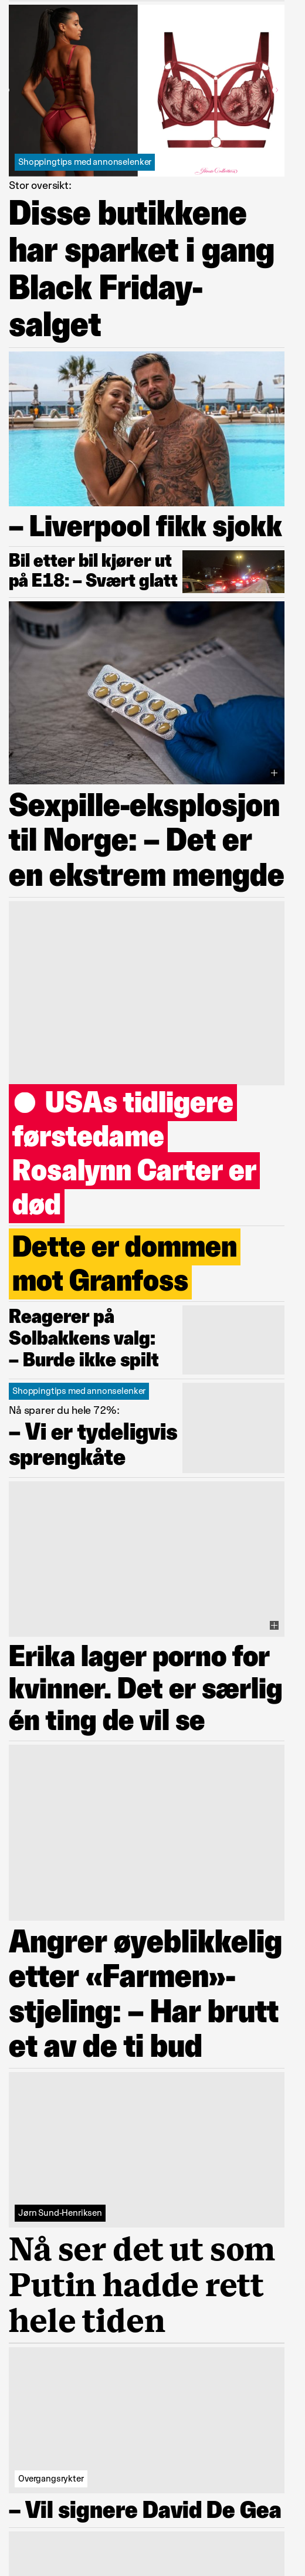 Shoppingtips med annonselenker
Stor oversikt:
Disse butikkene
har sparket i gang
Black Friday-
salget
– Liverpool fikk sjokk
Bil etter bil kjører ut
på E18: – Svært glatt
Sexpille-eksplosjon
til Norge: – Det er
en ekstrem mengde
USAs tidligere
førstedame
Rosalynn Carter er
død
Dette er dommen
mot Granfoss
Reagerer på
Solbakkens valg:
– Burde ikke spilt
Shoppingtips med annonselenker
Nå sparer du hele 72%:
– Vi er tydeligvis
sprengkåte
Erika lager porno for
kvinner. Det er særlig
én ting de vil se
Angrer øyeblikkelig
etter «Farmen»-
stjeling: – Har brutt
et av de ti bud
Jørn Sund-Henriksen
Nå ser det ut som
Putin hadde rett
hele tiden
Overgangsrykter
– Vil signere David De Gea